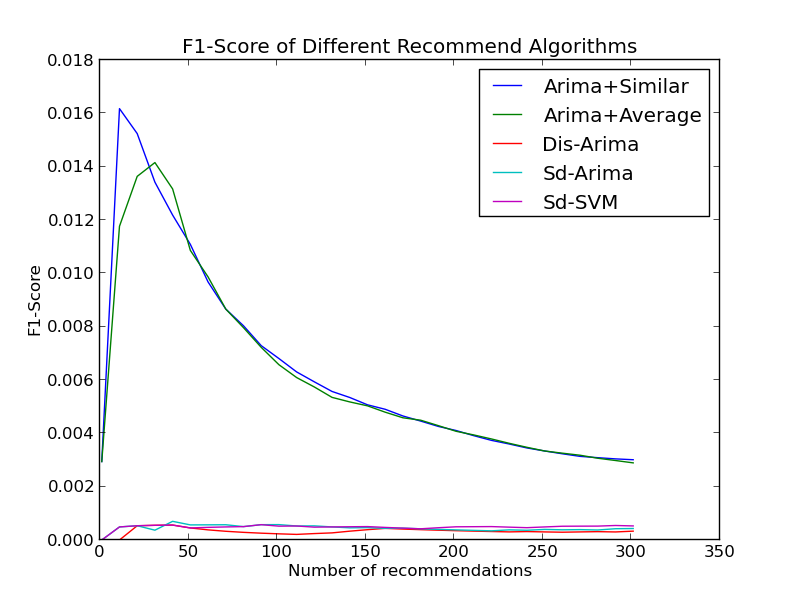 F1-Score of Different Recommend Algorithms
0.018
0.016
0.014
0.012
0.010
0.008
0.006
0.004
0.002
0.000
F1-Score
Arima+Similar
Arima+Average
Dis-Arima
Sd-Arima
Sd-SVM
0 50 100 150 200 250 300 350
Number of recommendations